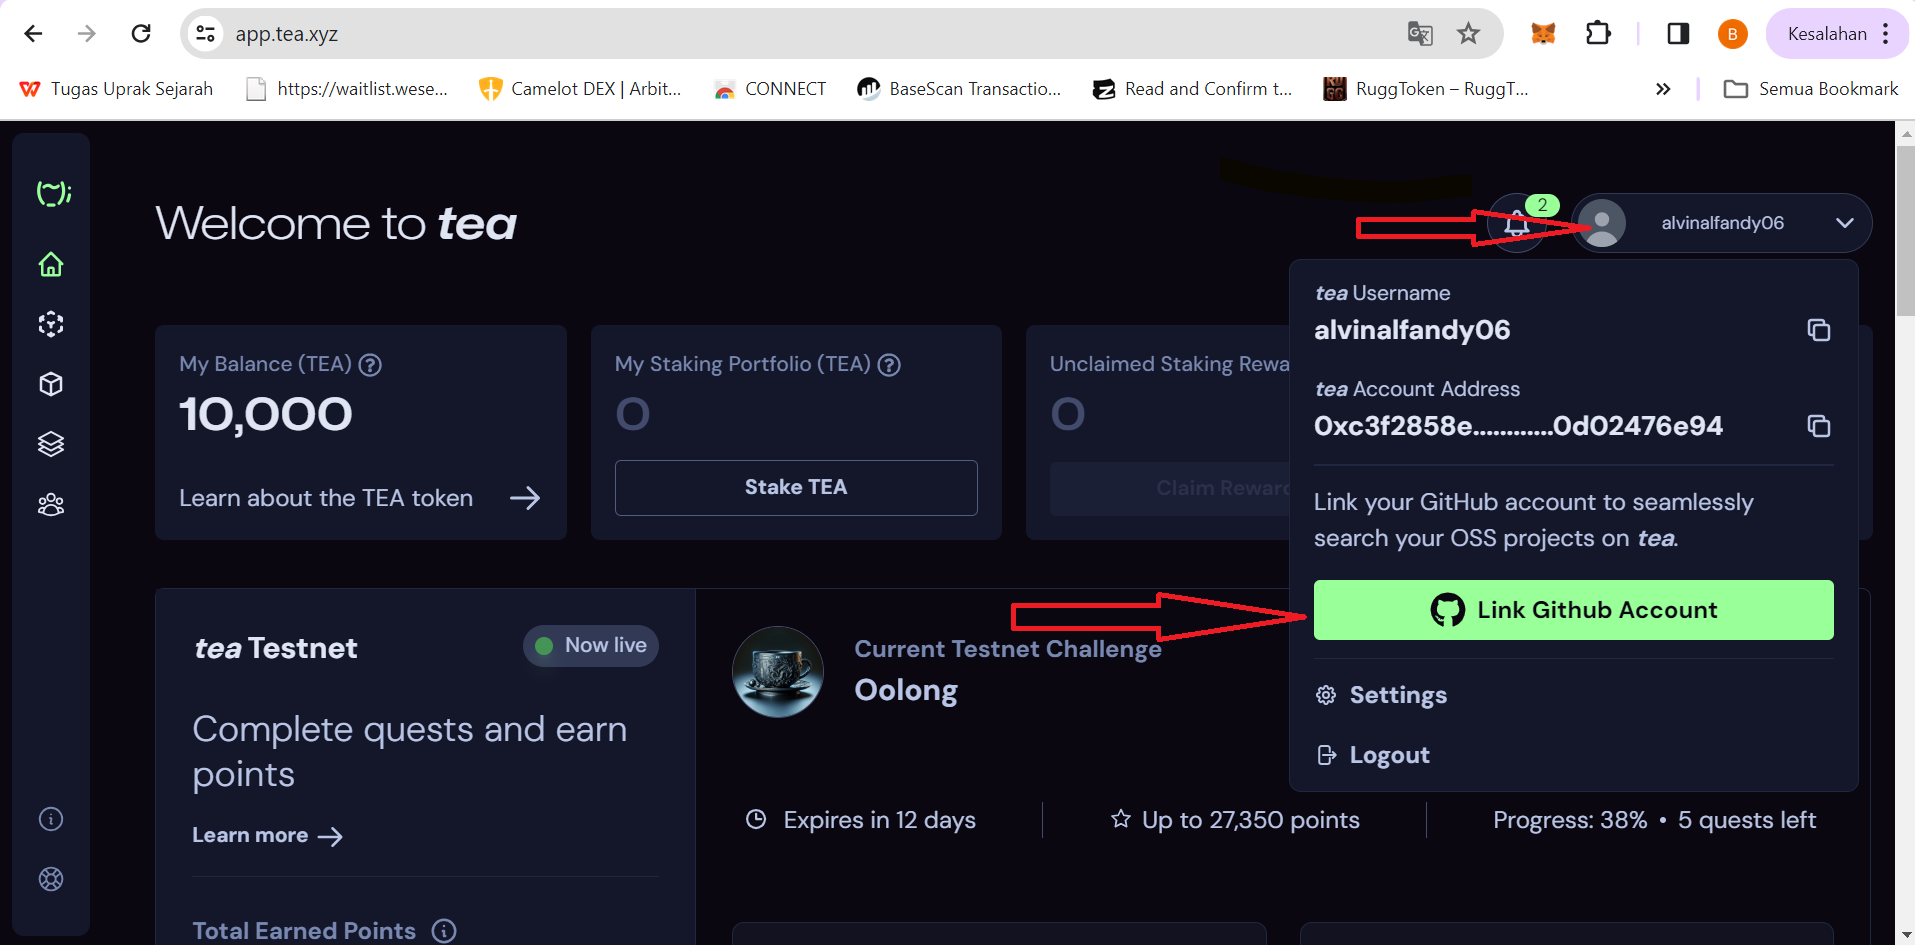 app.tea.xyz
B
Kesalahan
Tugas Uprak Sejarah
https://waitlist.wese...
Camelot DEX | Arbit...
CONNECT
BaseScan Transactio...
Read and Confirm t...
RuggToken – RuggT...
Semua Bookmark
Welcome to tea
2
alvinalfandy06
tea Username
alvinalfandy06
tea Account Address
0xc3f2858e............0d02476e94
Link your GitHub account to seamlessly
search your OSS projects on tea.
Link Github Account
Settings
Logout
My Balance (TEA)
10,000
Learn about the TEA token
My Staking Portfolio (TEA)
0
Stake TEA
Unclaimed Staking Rewa
0
Claim Reward
tea Testnet
Now live
Complete quests and earn
points
Learn more
Total Earned Points
Current Testnet Challenge
Oolong
Expires in 12 days
Up to 27,350 points
Progress: 38% • 5 quests left